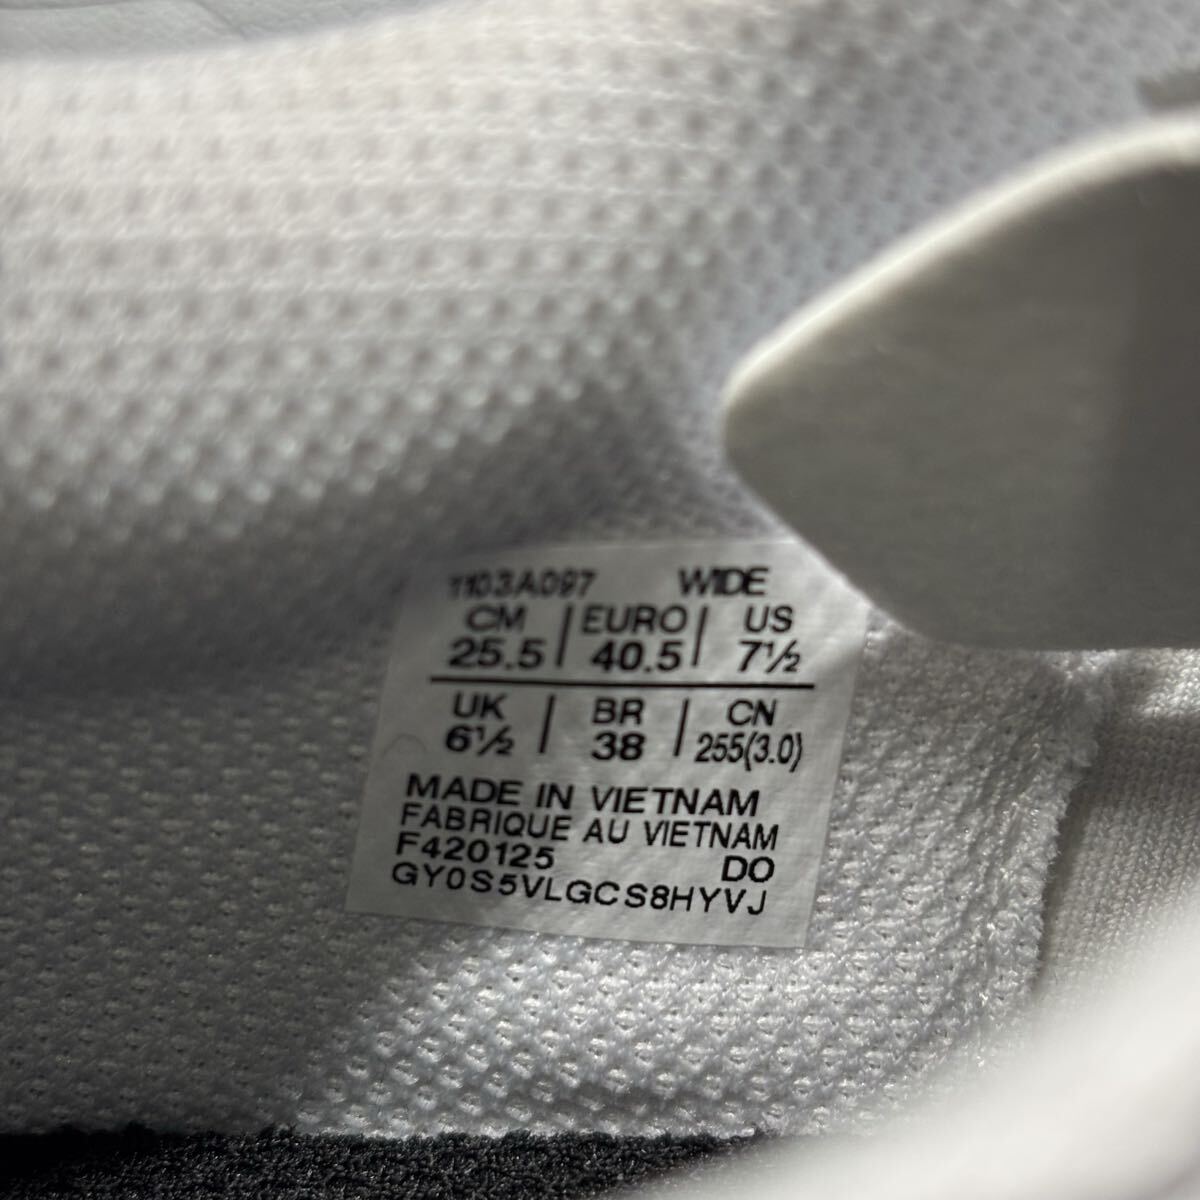 1103A097 WIDE
CM | EURO | US
25.5 | 40.5 | 7½
UK | BR | CN
6½ | 38 | 255(3.0)
MADE IN VIETNAM
FABRIQUE AU VIETNAM
F420125 DO
GY0S5VLGCS8HYVJ